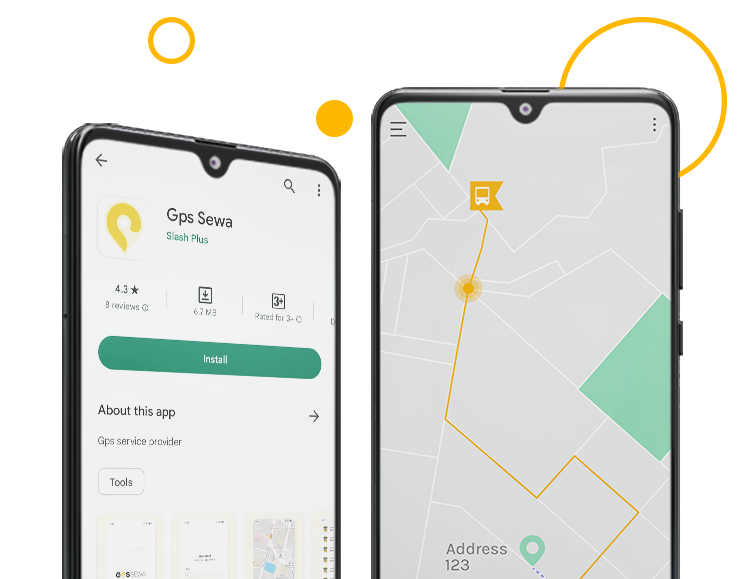 Gps Sewa
Slash Plus
4.3 ★
8 reviews
6.7 MB
3+
Rated for 3+
D
Install
About this app
Gps service provider
Tools
GPSSEWA
Address
123